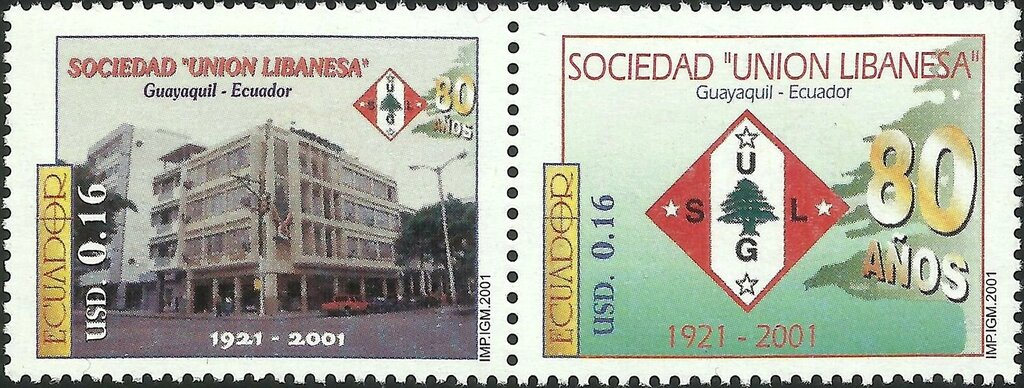 SOCIEDAD "UNION LIBANESA"
Guayaquil - Ecuador
U
S L
G
80
AÑOS
ECUADOR
USD. 0.16
1921 - 2001
IMP.IGM.2001
SOCIEDAD "UNION LIBANESA"
Guayaquil - Ecuador
U
S L
G
80
AÑOS
ECUADOR
USD. 0.16
1921 - 2001
IMP.IGM.2001